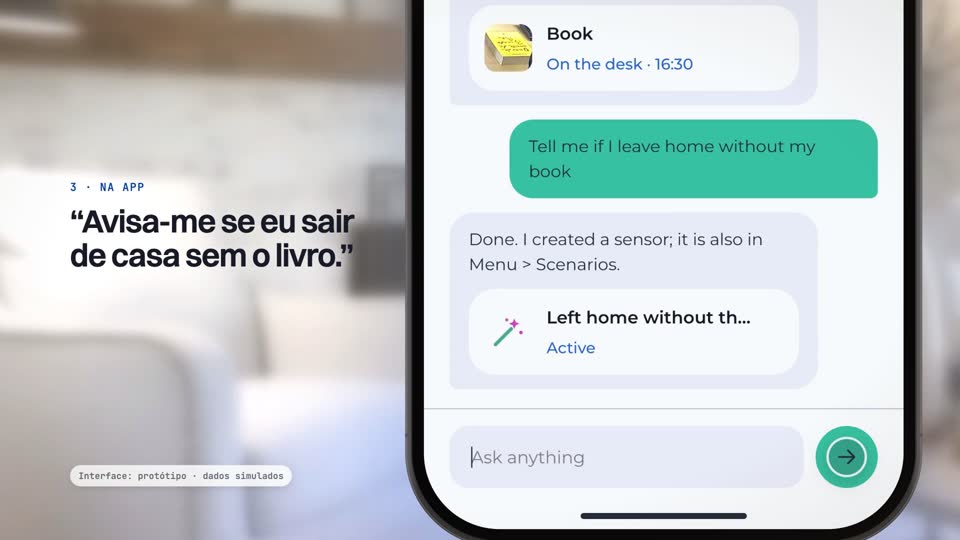 3 · NA APP
“Avisa-me se eu sair
de casa sem o livro.”
Interface: protótipo · dados simulados
Book
On the desk · 16:30
Tell me if I leave home without my
book
Done. I created a sensor; it is also in
Menu > Scenarios.
Left home without th...
Active
Ask anything